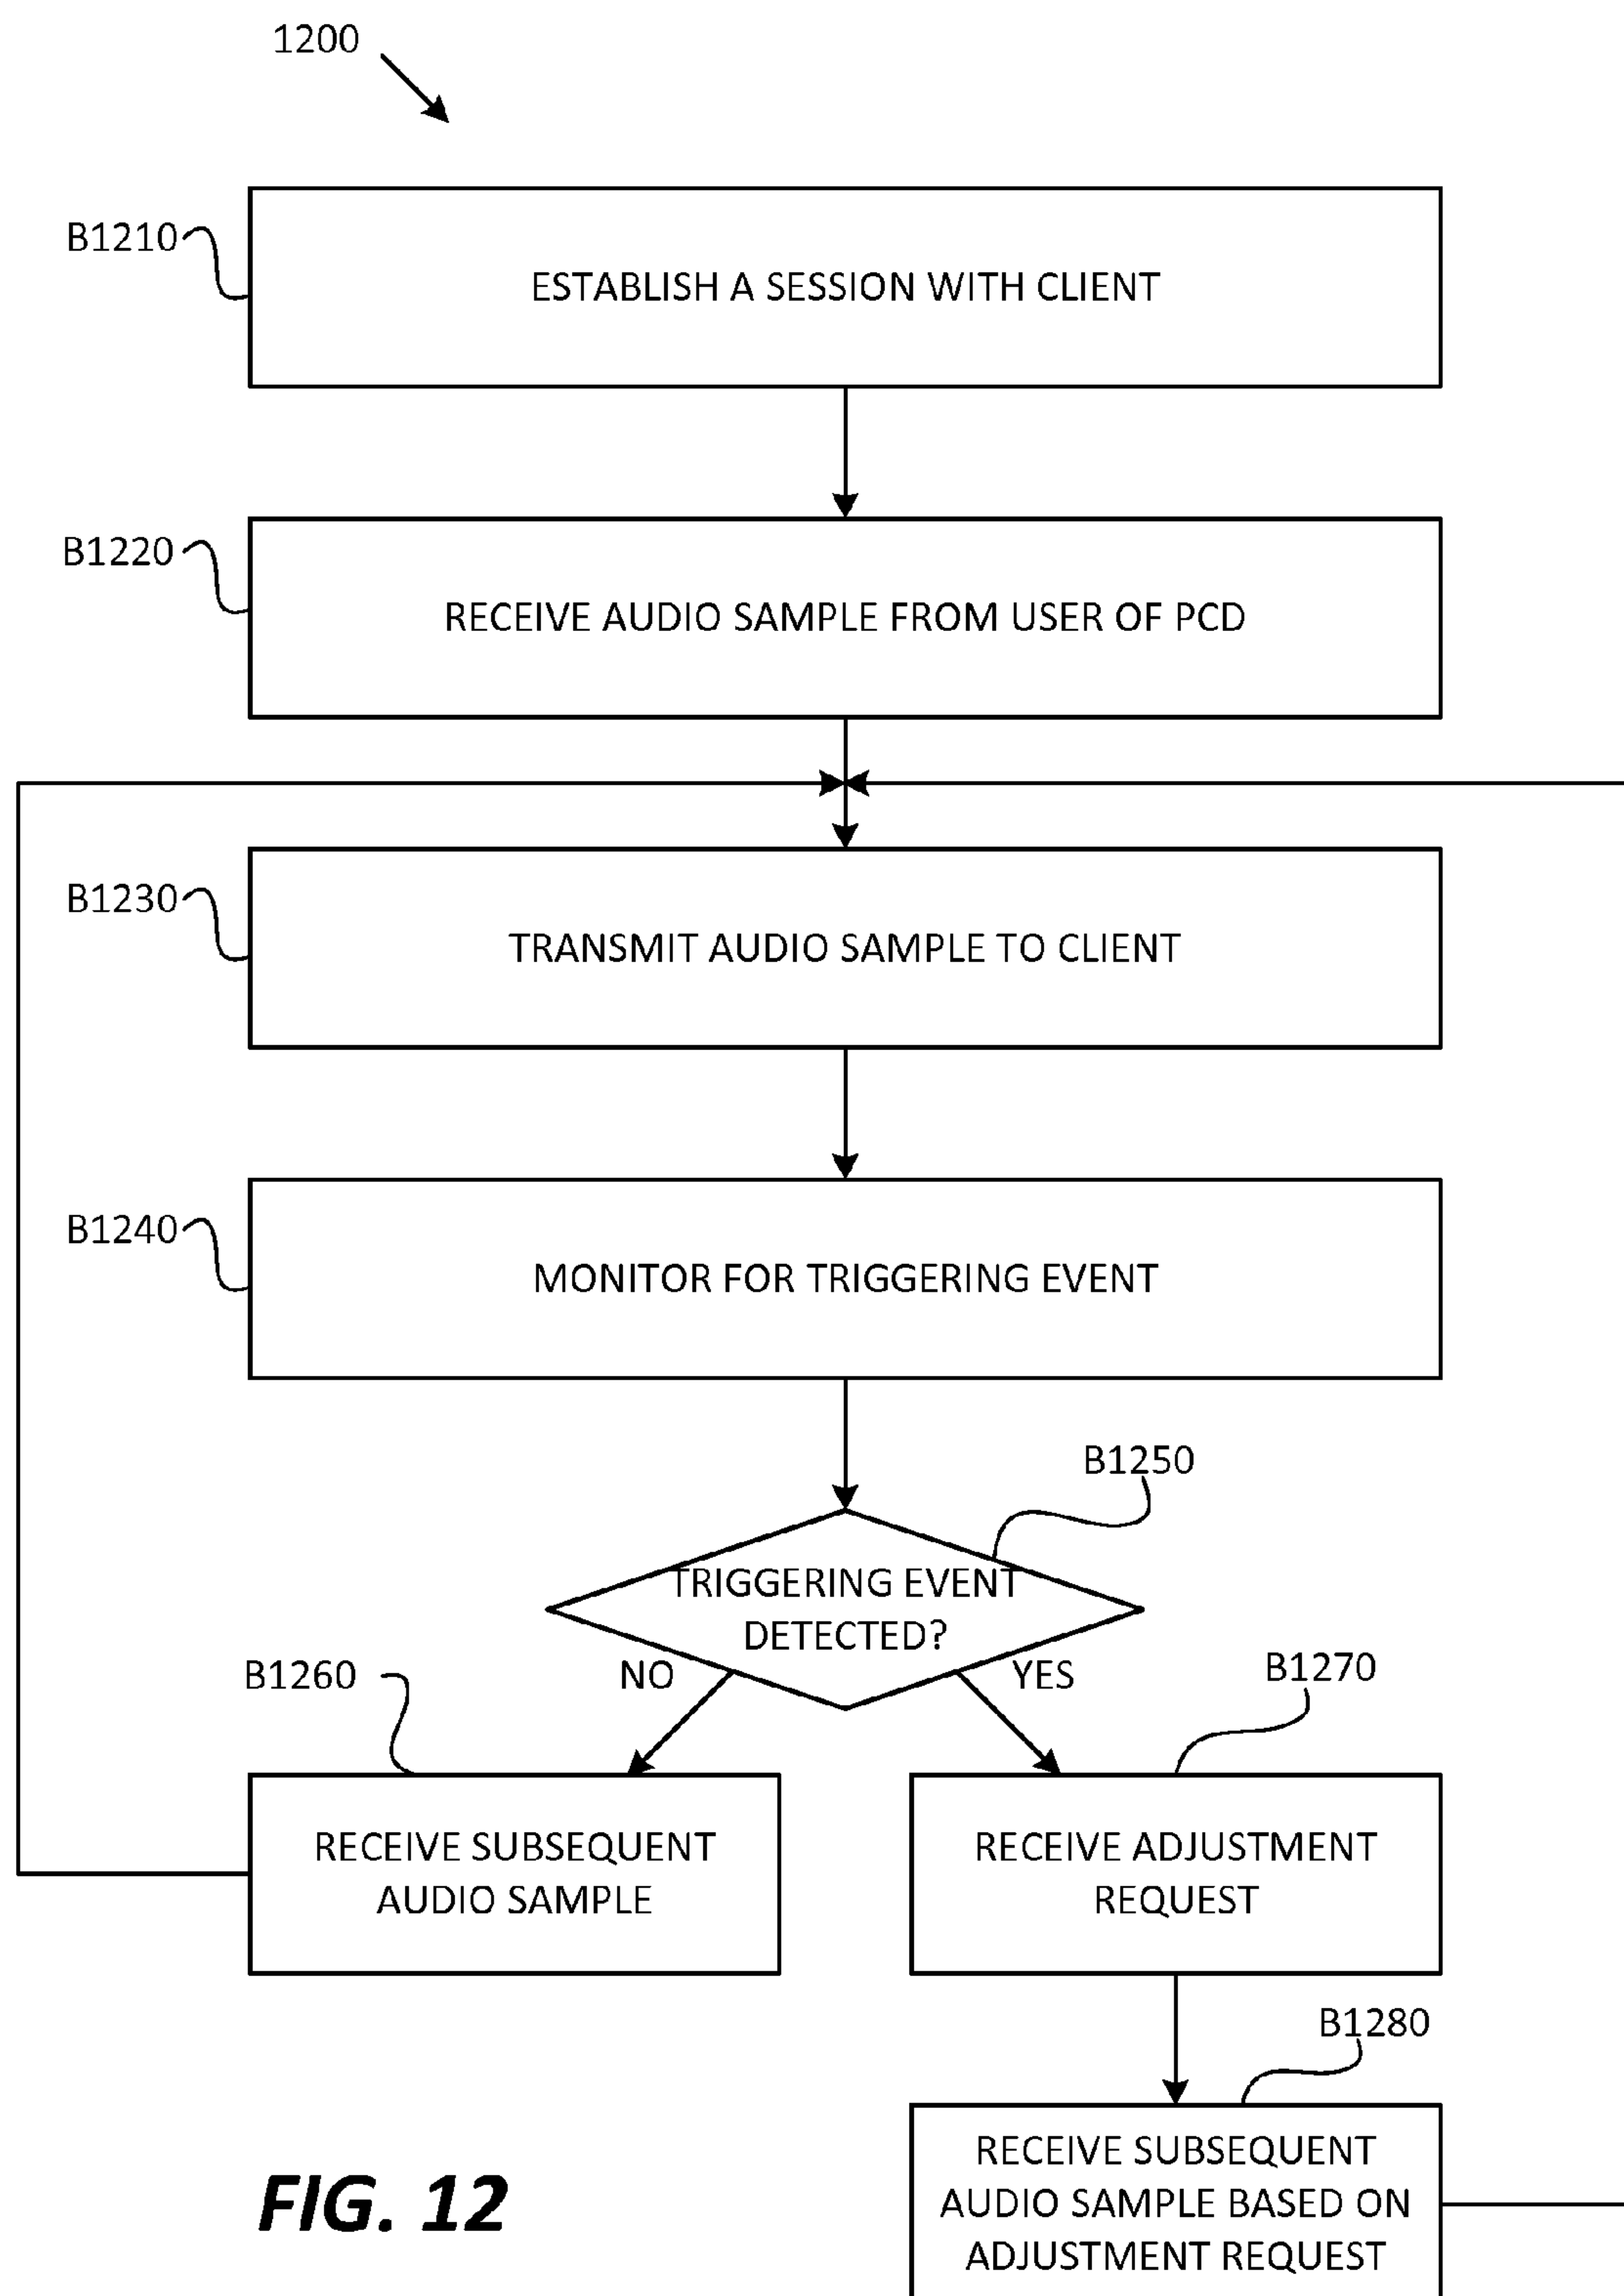 1200
B1210
ESTABLISH A SESSION WITH CLIENT
B1220
RECEIVE AUDIO SAMPLE FROM USER OF PCD
B1230
TRANSMIT AUDIO SAMPLE TO CLIENT
B1240
MONITOR FOR TRIGGERING EVENT
B1250
TRIGGERING EVENT
DETECTED?
NO
YES
B1260
B1270
RECEIVE SUBSEQUENT
AUDIO SAMPLE
RECEIVE ADJUSTMENT
REQUEST
B1280
RECEIVE SUBSEQUENT
AUDIO SAMPLE BASED ON
ADJUSTMENT REQUEST
FIG. 12